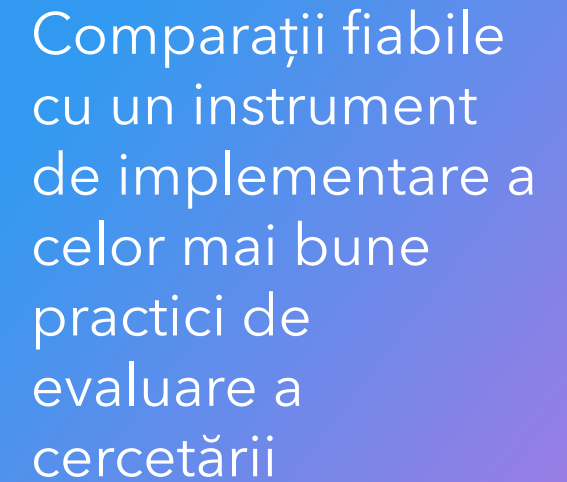 Comparații fiabile
cu un instrument
de implementare a
celor mai bune
practici de
evaluare a
cercetării